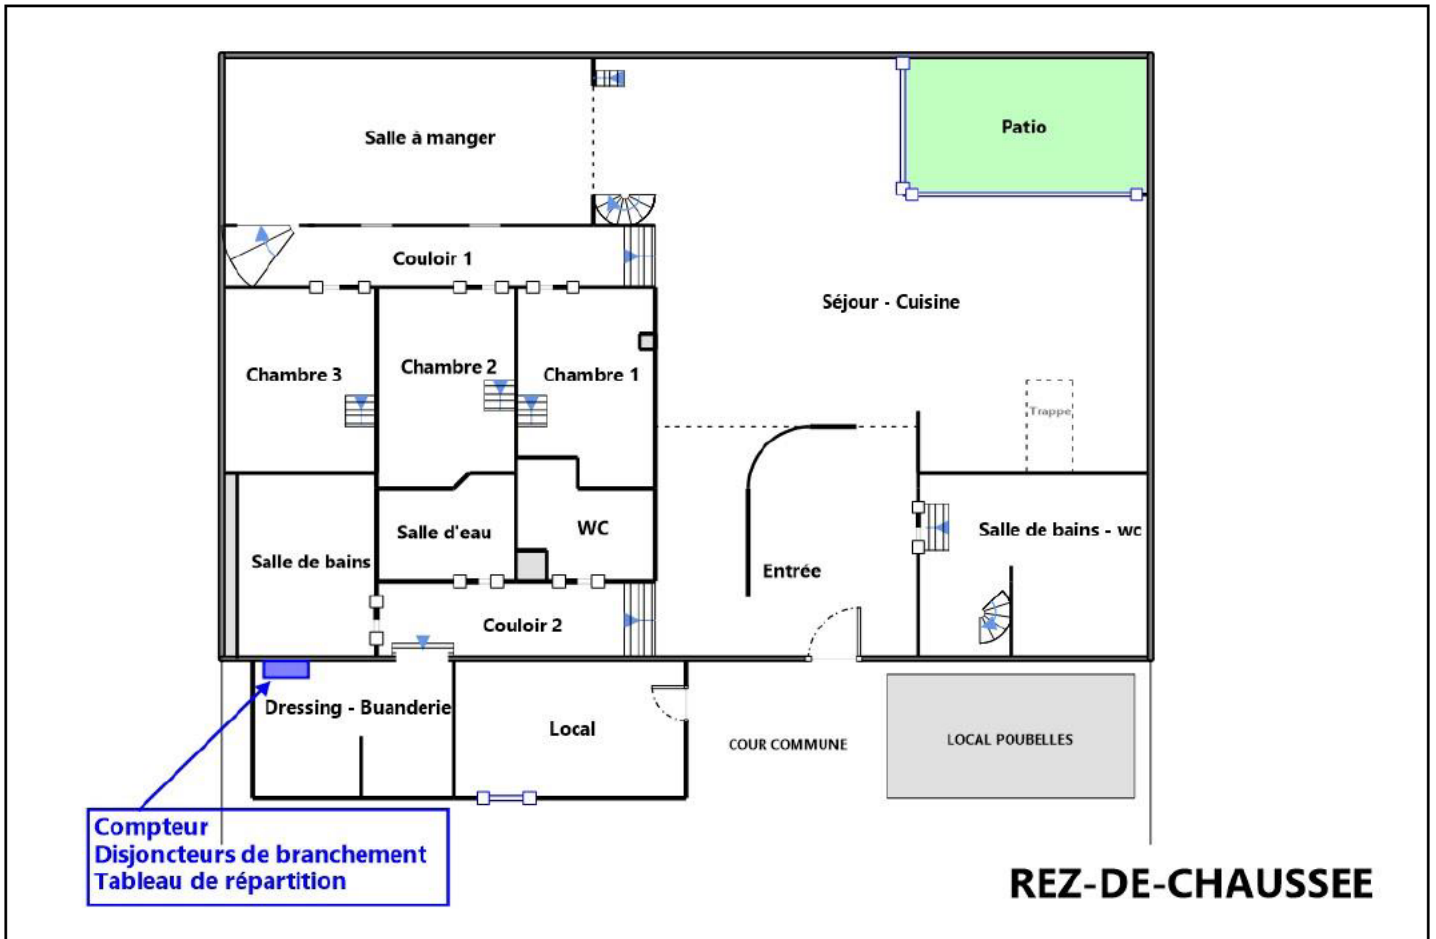 Salle à manger
Patio
Couloir 1
Séjour - Cuisine
Chambre 3
Chambre 2
Chambre 1
Trappe
Salle de bains
Salle d'eau
WC
Entrée
Salle de bains - wc
Couloir 2
Dressing - Buanderie
Local
COUR COMMUNE
LOCAL POUBELLES
Compteur
Disjoncteurs de branchement
Tableau de répartition
REZ-DE-CHAUSSEE